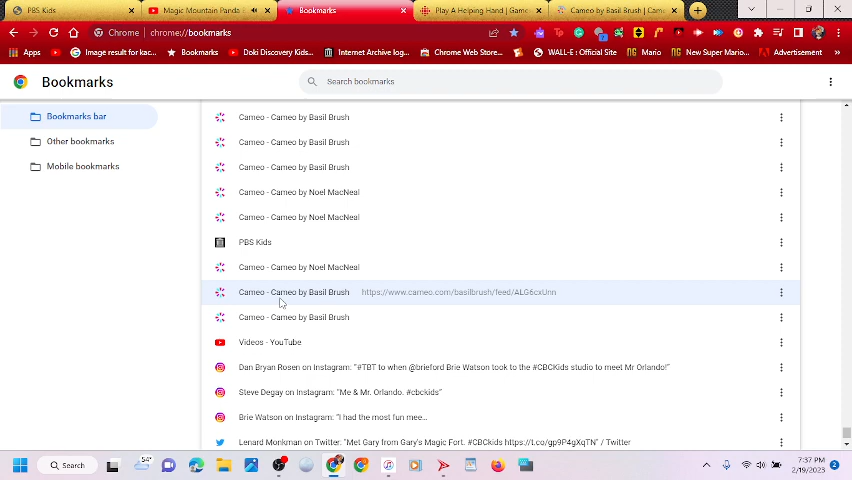 PBS Kids
Magic Mountain Panda
Bookmarks
Play A Helping Hand | Game
Cameo by Basil Brush | Came
Chrome | chrome://bookmarks
Apps
Image result for kac...
Bookmarks
Doki Discovery Kids...
Internet Archive log...
Chrome Web Store...
WALL-E : Official Site
Mario
New Super Mario...
Advertisement
Bookmarks
Search bookmarks
Bookmarks bar
Other bookmarks
Mobile bookmarks
Cameo - Cameo by Basil Brush
Cameo - Cameo by Basil Brush
Cameo - Cameo by Basil Brush
Cameo - Cameo by Noel MacNeal
Cameo - Cameo by Noel MacNeal
PBS Kids
Cameo - Cameo by Noel MacNeal
Cameo - Cameo by Basil Brush https://www.cameo.com/basilbrush/feed/ALG6cxUnn
Cameo - Cameo by Basil Brush
Videos - YouTube
Dan Bryan Rosen on Instagram: "#TBT to when @brieford Brie Watson took to the #CBCKids studio to meet Mr Orlando!"
Steve Degay on Instagram: "Me & Mr. Orlando. #cbckids"
Brie Watson on Instagram: "I had the most fun mee...
Lenard Monkman on Twitter: "Met Gary from Gary's Magic Fort. #CBCKids https://t.co/gp9P4gXqTN" / Twitter
54°
Search
7:37 PM
2/19/2023
2